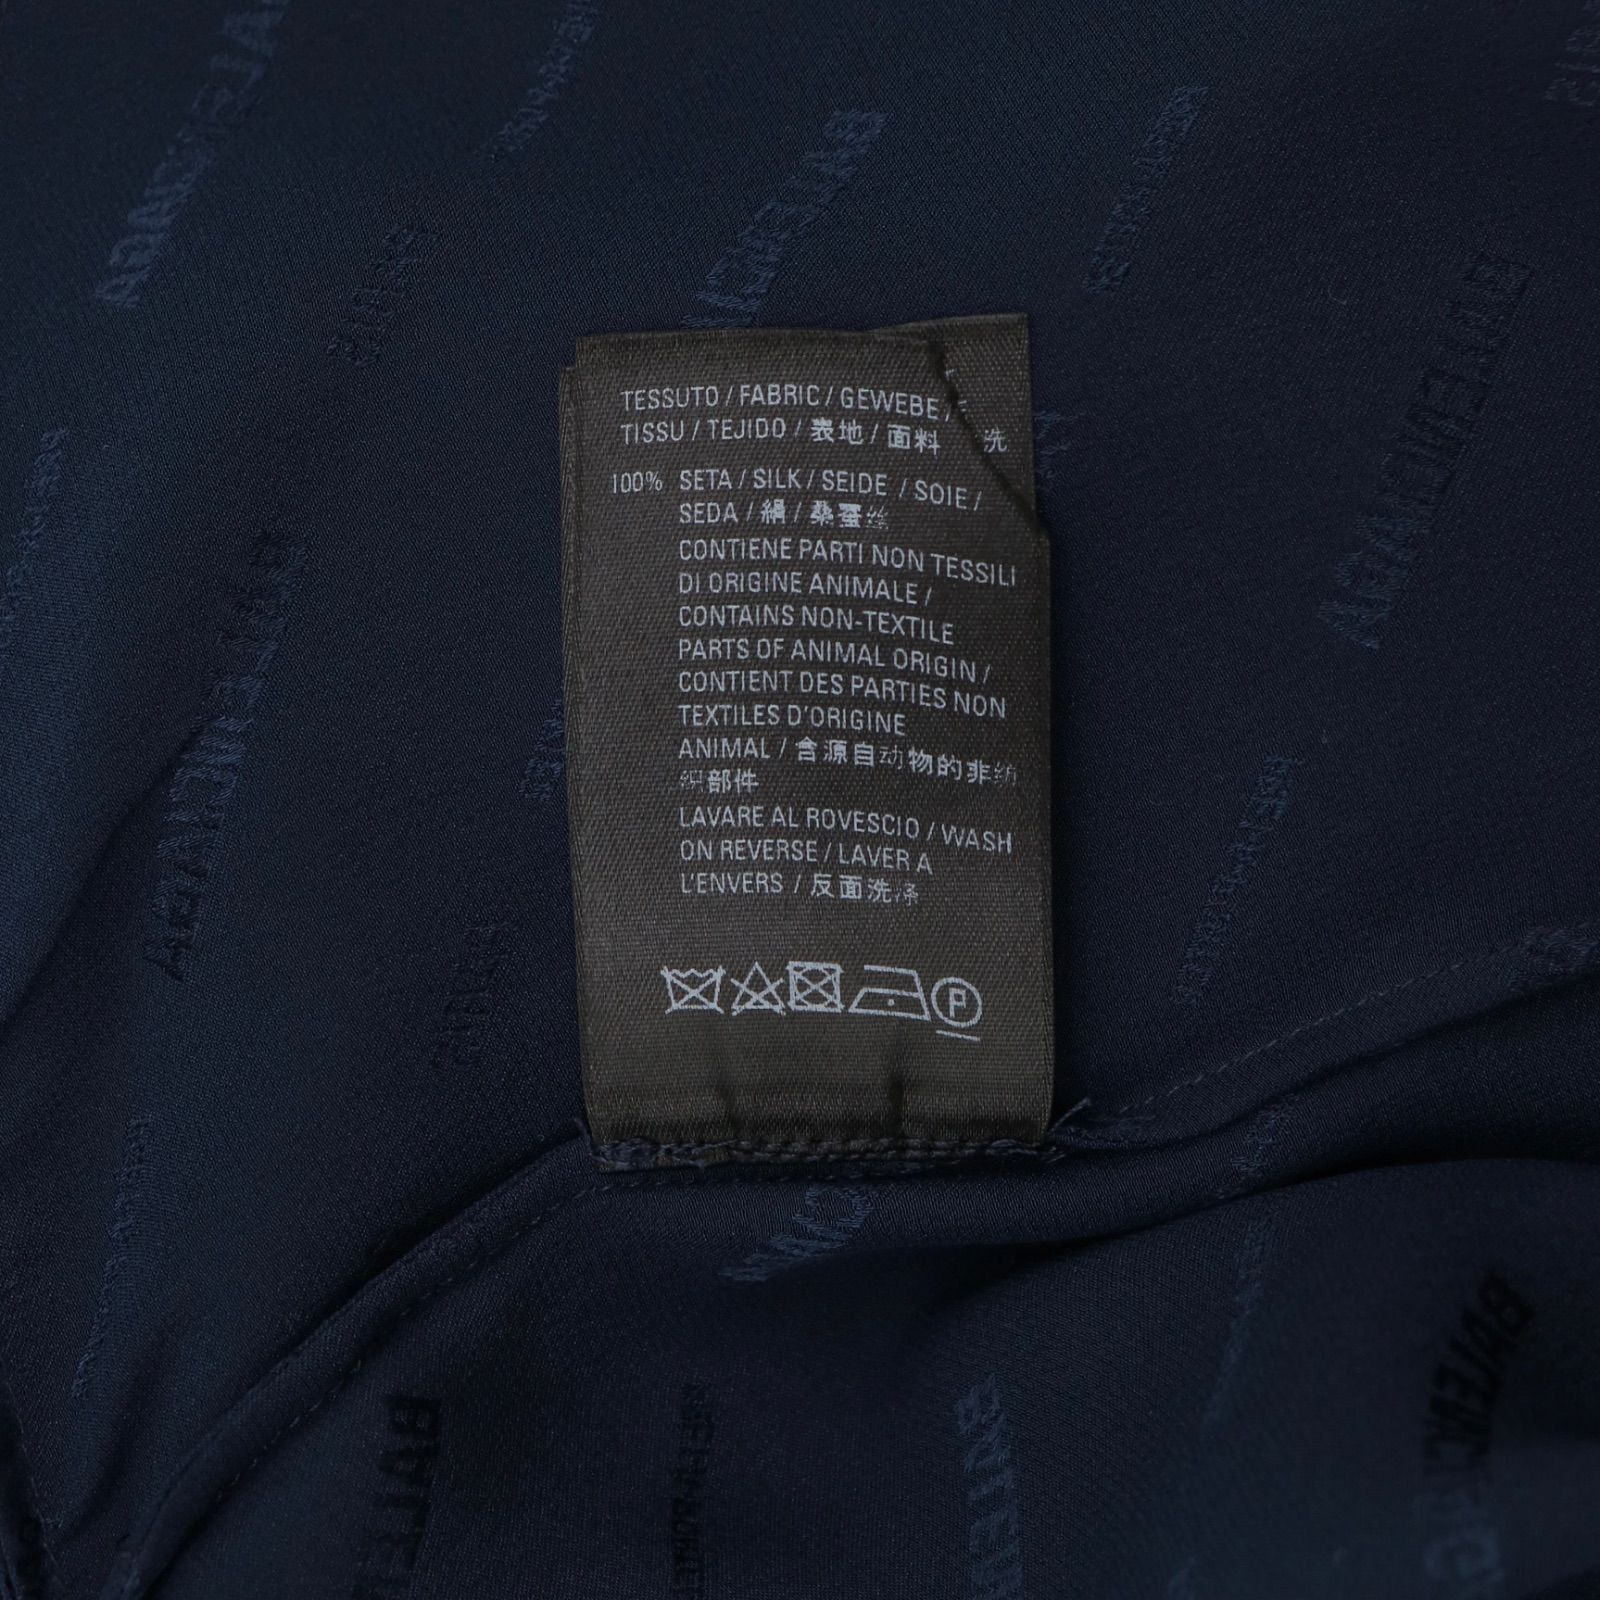 TESSUTO / FABRIC / GEWEBE /
TISSU / TEJIDO / 表地 / 面料 洗
100% SETA / SILK / SEIDE / SOIE /
SEDA / 絹 / 桑蚕丝
CONTIENE PARTI NON TESSILI
DI ORIGINE ANIMALE /
CONTAINS NON-TEXTILE
PARTS OF ANIMAL ORIGIN /
CONTIENT DES PARTIES NON
TEXTILES D'ORIGINE
ANIMAL / 含源自动物的非纺
织部件
LAVARE AL ROVESCIO / WASH
ON REVERSE / LAVER A
L'ENVERS / 反面洗涤
P